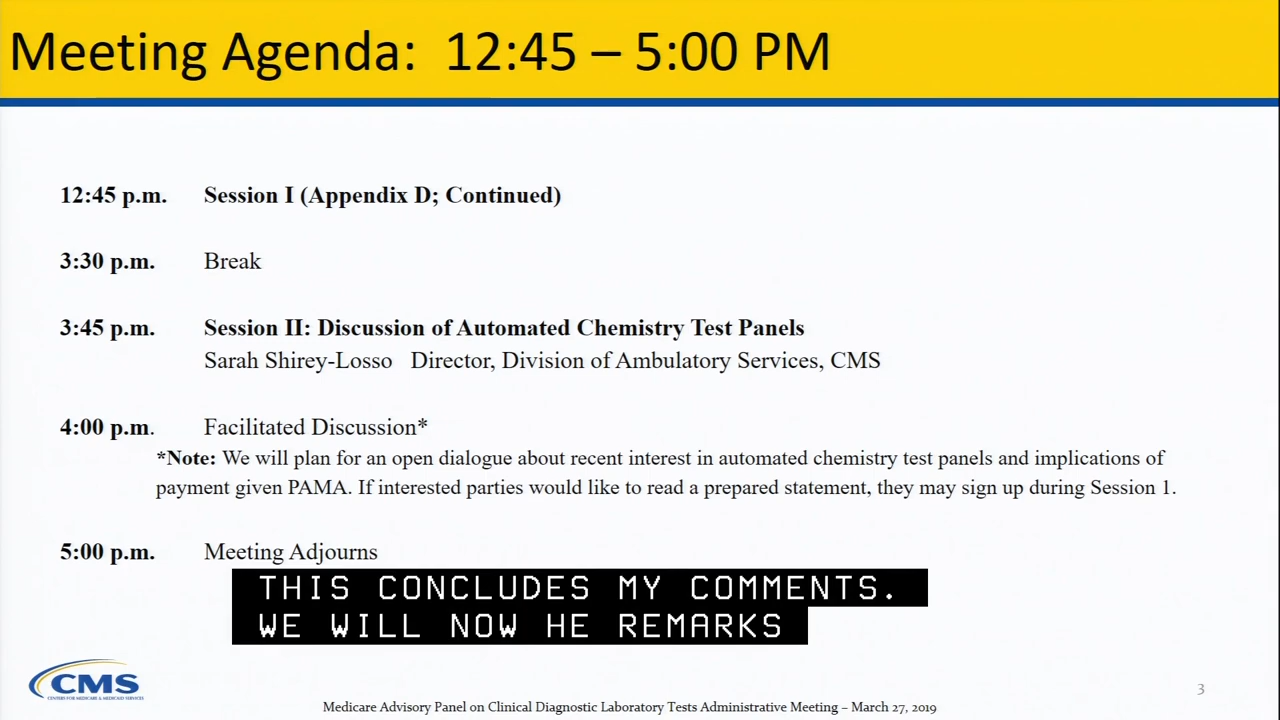 Meeting Agenda: 12:45 – 5:00 PM
12:45 p.m. Session I (Appendix D; Continued)
3:30 p.m. Break
3:45 p.m. Session II: Discussion of Automated Chemistry Test Panels
Sarah Shirey-Losso Director, Division of Ambulatory Services, CMS
4:00 p.m. Facilitated Discussion*
*Note: We will plan for an open dialogue about recent interest in automated chemistry test panels and implications of
payment given PAMA. If interested parties would like to read a prepared statement, they may sign up during Session 1.
5:00 p.m. Meeting Adjourns
THIS CONCLUDES MY COMMENTS.
WE WILL NOW HE REMARKS
CMS
CENTERS FOR MEDICARE & MEDICAID SERVICES
3
Medicare Advisory Panel on Clinical Diagnostic Laboratory Tests Administrative Meeting – March 27, 2019